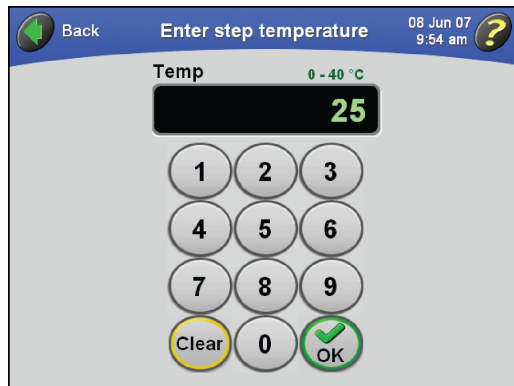 Back
Enter step temperature
08 Jun 07
9:54 am
?
Temp
0 - 40 °C
25
1 2 3
4 5 6
7 8 9
Clear 0 OK